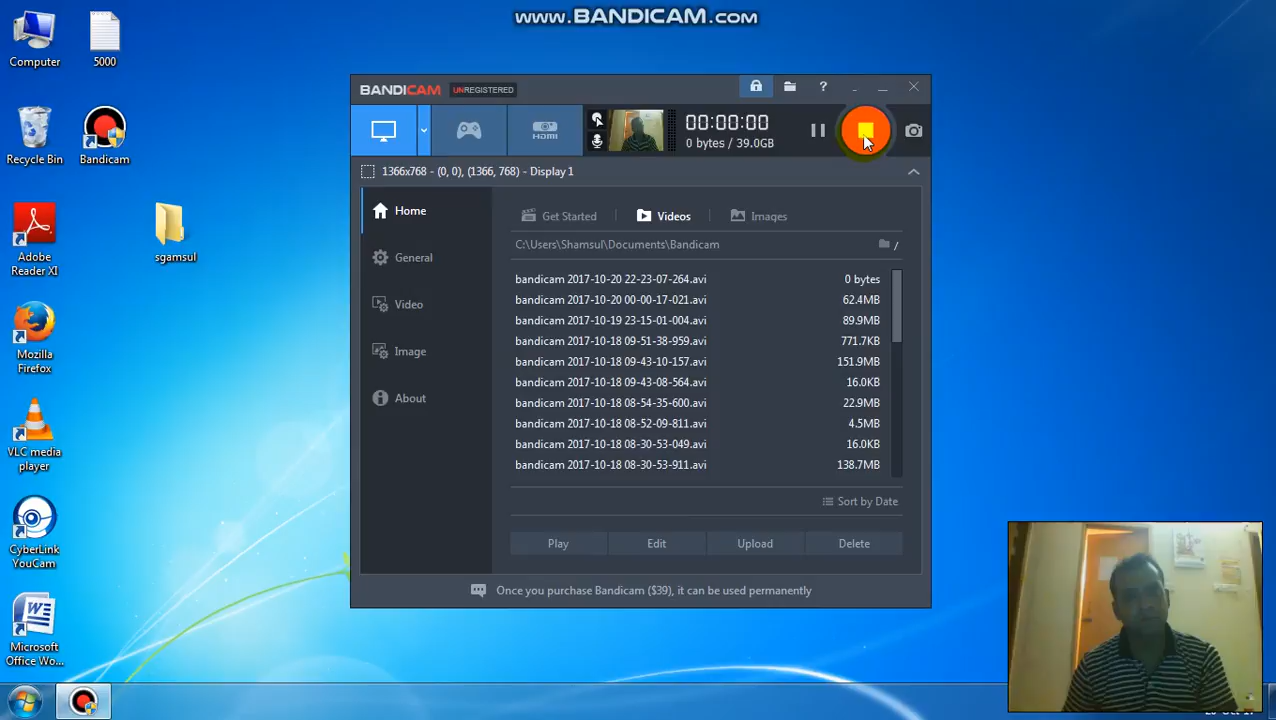 www.BANDICAM.com
Computer
5000
Recycle Bin
Bandicam
Adobe
Reader XI
sgamsul
Mozilla
Firefox
VLC media
player
CyberLink
YouCam
Microsoft
Office Wo...
BANDICAM UNREGISTERED
?
HDMI
00:00:00
0 bytes / 39.0GB
1366x768 - (0, 0), (1366, 768) - Display 1
Home
General
Video
Image
About
Get Started
Videos
Images
C:\Users\Shamsul\Documents\Bandicam
/
bandicam 2017-10-20 22-23-07-264.avi 0 bytes
bandicam 2017-10-20 00-00-17-021.avi 62.4MB
bandicam 2017-10-19 23-15-01-004.avi 89.9MB
bandicam 2017-10-18 09-51-38-959.avi 771.7KB
bandicam 2017-10-18 09-43-10-157.avi 151.9MB
bandicam 2017-10-18 09-43-08-564.avi 16.0KB
bandicam 2017-10-18 08-54-35-600.avi 22.9MB
bandicam 2017-10-18 08-52-09-811.avi 4.5MB
bandicam 2017-10-18 08-30-53-049.avi 16.0KB
bandicam 2017-10-18 08-30-53-911.avi 138.7MB
Sort by Date
Play
Edit
Upload
Delete
Once you purchase Bandicam ($39), it can be used permanently